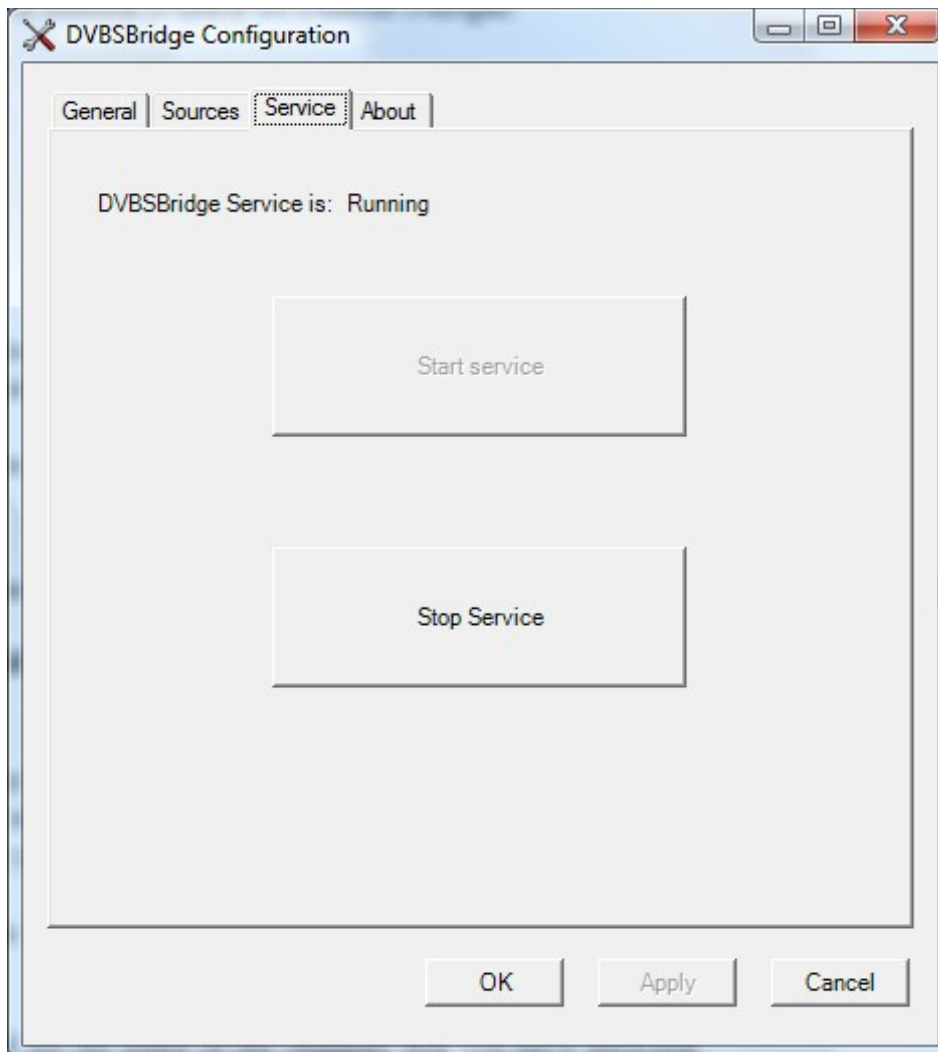 DVBSBridge Configuration
General Sources Service About
DVBSBridge Service is: Running
Start service
Stop Service
OK Apply Cancel